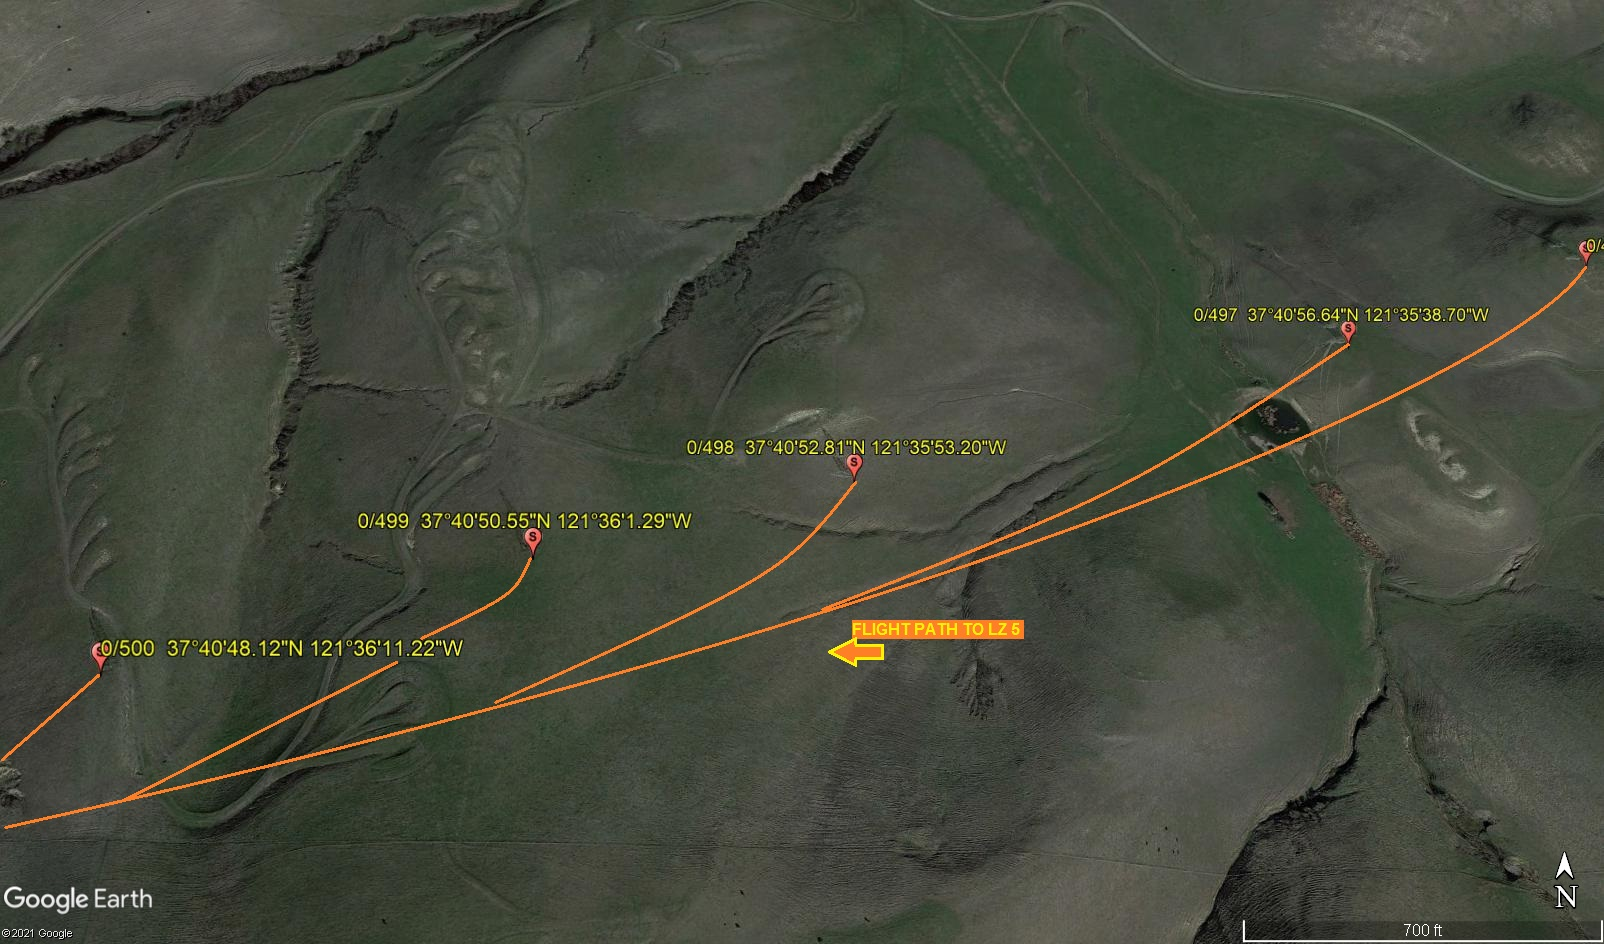 0/4
0/497 37°40'56.64"N 121°35'38.70"W
S
0/498 37°40'52.81"N 121°35'53.20"W
S
0/499 37°40'50.55"N 121°36'1.29"W
S
FLIGHT PATH TO LZ 5
0/500 37°40'48.12"N 121°36'11.22"W
Google Earth
©2021 Google
N
700 ft